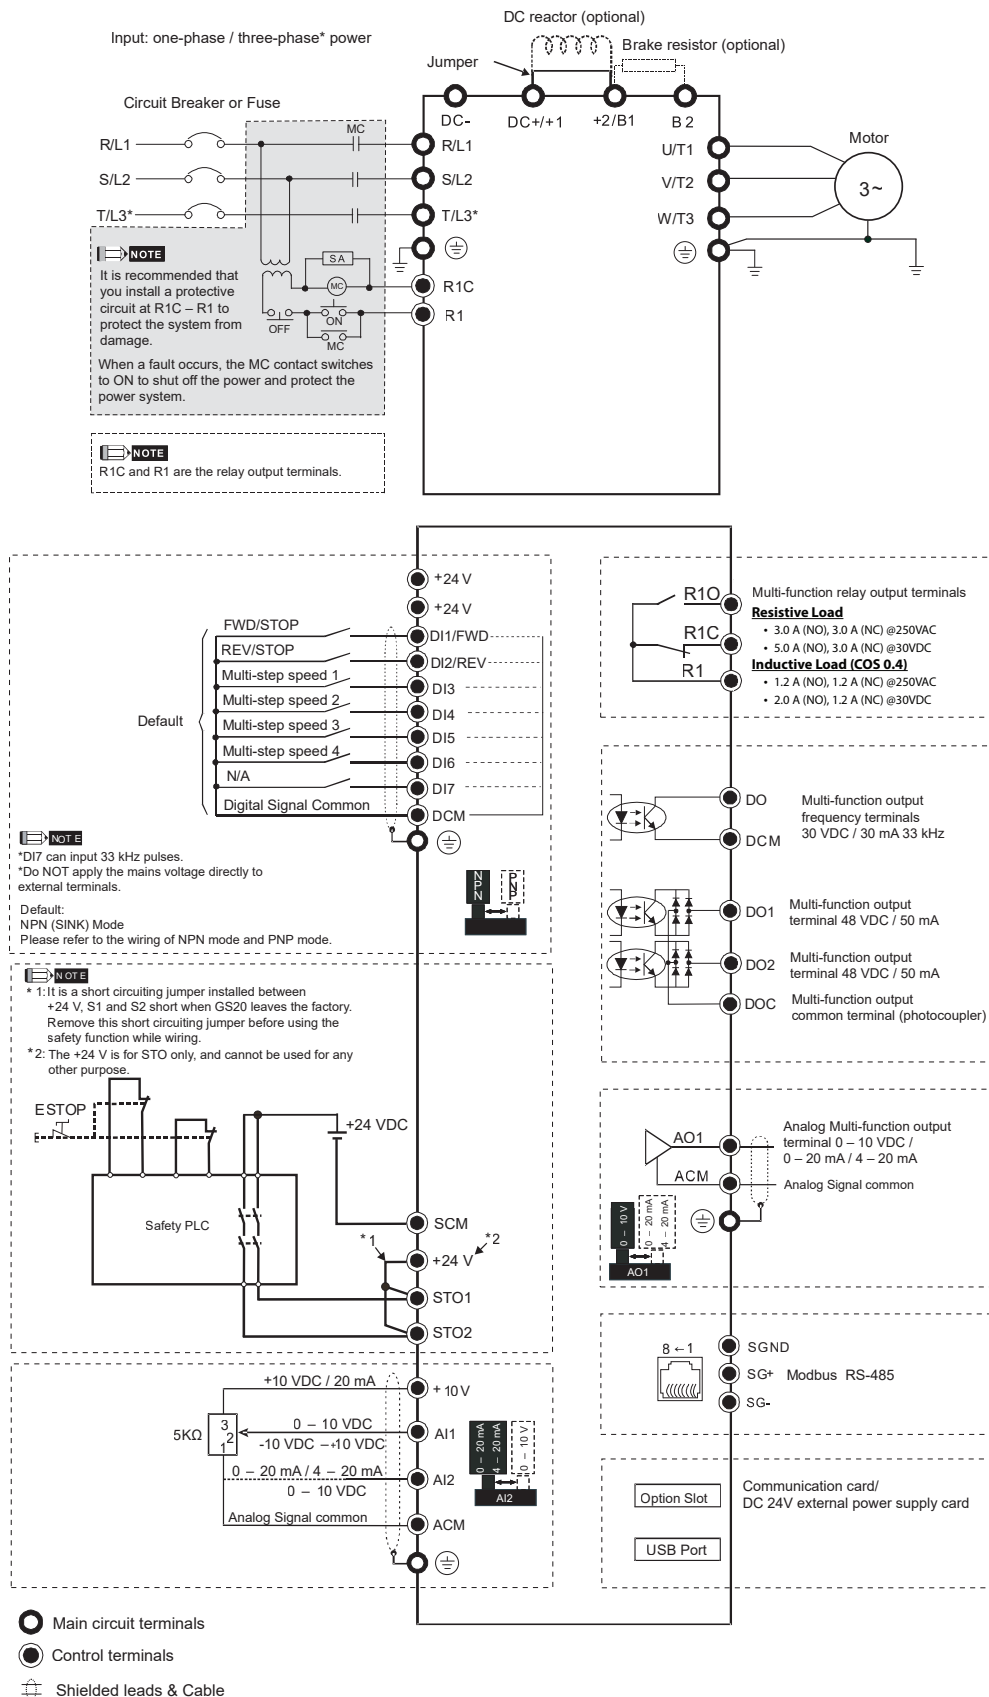 DC reactor (optional)
Input: one-phase / three-phase* power
Brake resistor (optional)
Jumper
Circuit Breaker or Fuse
DC-
DC+/+1
+2/B1
B2
MC
R/L1
R/L1
S/L2
S/L2
T/L3*
T/L3*
U/T1
V/T2
W/T3
Motor
3~
NOTE
It is recommended that
you install a protective
circuit at R1C – R1 to
protect the system from
damage.
When a fault occurs, the MC contact switches
to ON to shut off the power and protect the
power system.
SA
MC
R1C
OFF
ON
R1
MC
NOTE
R1C and R1 are the relay output terminals.
+24 V
+24 V
FWD/STOP
DI1/FWD
REV/STOP
DI2/REV
Multi-step speed 1
DI3
Multi-step speed 2
DI4
Default
Multi-step speed 3
DI5
Multi-step speed 4
DI6
N/A
DI7
Digital Signal Common
DCM
NOTE
*DI7 can input 33 kHz pulses.
*Do NOT apply the mains voltage directly to
external terminals.
Default:
NPN (SINK) Mode
Please refer to the wiring of NPN mode and PNP mode.
NPN
PNP
R1O
R1C
R1
Multi-function relay output terminals
Resistive Load
• 3.0 A (NO), 3.0 A (NC) @250VAC
• 5.0 A (NO), 3.0 A (NC) @30VDC
Inductive Load (COS 0.4)
• 1.2 A (NO), 1.2 A (NC) @250VAC
• 2.0 A (NO), 1.2 A (NC) @30VDC
DO
DCM
Multi-function output
frequency terminals
30 VDC / 30 mA 33 kHz
DO1
Multi-function output
terminal 48 VDC / 50 mA
DO2
Multi-function output
terminal 48 VDC / 50 mA
DOC
Multi-function output
common terminal (photocoupler)
NOTE
* 1: It is a short circuiting jumper installed between
+24 V, S1 and S2 short when GS20 leaves the factory.
Remove this short circuiting jumper before using the
safety function while wiring.
*2: The +24 V is for STO only, and cannot be used for any
other purpose.
ESTOP
+24 VDC
Safety PLC
SCM
*1
*2
+24 V
STO1
STO2
AO1
ACM
Analog Multi-function output
terminal 0 – 10 VDC /
0 – 20 mA / 4 – 20 mA
Analog Signal common
0 – 10 V
0 – 20 mA
4 – 20 mA
AO1
8 ←1
SGND
SG+
SG-
Modbus RS-485
+10 VDC / 20 mA
+10V
5KΩ
3
2
1
0 – 10 VDC
-10 VDC –+10 VDC
AI1
0 – 20 mA / 4 – 20 mA
0 – 10 VDC
AI2
Analog Signal common
ACM
0 – 20 mA
4 – 20 mA
0 – 10 V
AI2
Option Slot
Communication card/
DC 24V external power supply card
USB Port
Main circuit terminals
Control terminals
Shielded leads & Cable